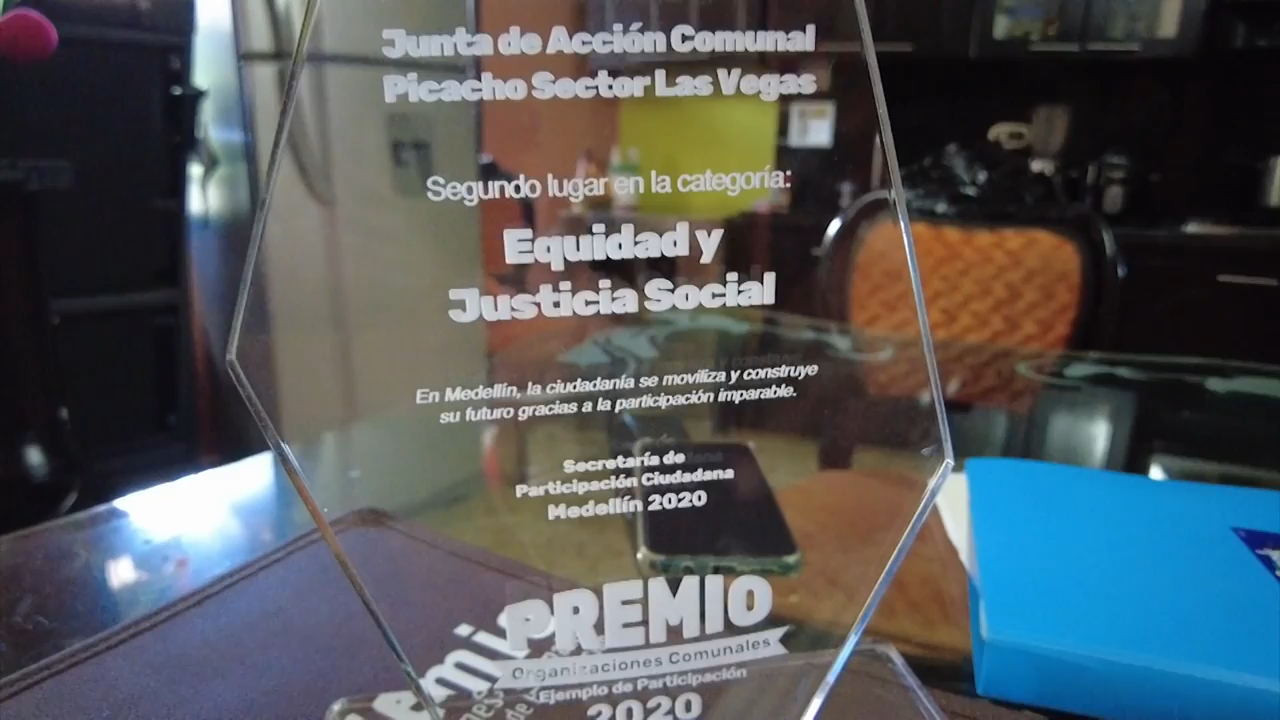 Junta de Acción Comunal
Picacho Sector Las Vegas
Segundo lugar en la categoría:
Equidad y
Justicia Social
En Medellín, la ciudadanía se moviliza y construye
su futuro gracias a la participación imparable.
Secretaría de
Participación Ciudadana
Medellín 2020
PREMIO
Organizaciones Comunales
Ejemplo de Participación
2020